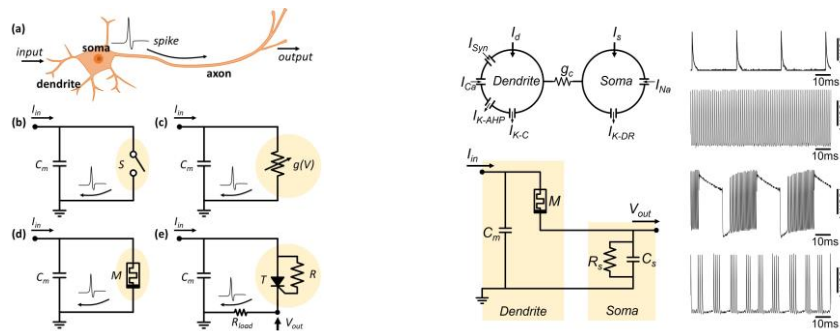 (a)
soma
spike
input
output
dendrite
axon
(b)
I_in
C_m
S
(c)
I_in
C_m
g(V)
(d)
I_in
C_m
M
(e)
I_in
C_m
T
R
R_load
V_out
I_Syn
I_d
I_s
I_Ca
Dendrite
g_c
Soma
I_Na
I_K-AHP
I_K-C
I_K-DR
I_in
M
V_out
C_m
R_s
C_s
Dendrite
Soma
10ms
10ms
10ms
10ms